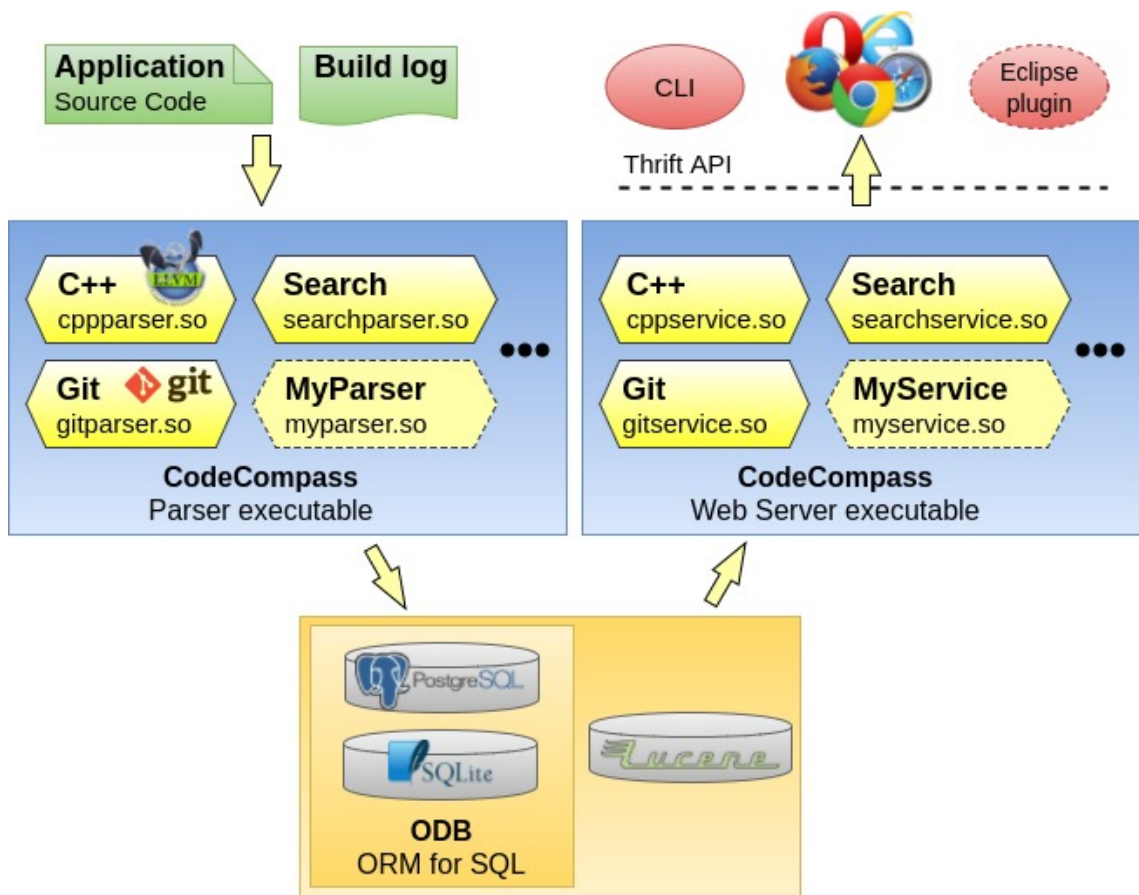 Application
Source Code
Build log
CLI
Eclipse
plugin
Thrift API
C++
LLVM
cppparser.so
Search
searchparser.so
Git
git
gitparser.so
MyParser
myparser.so
•••
CodeCompass
Parser executable
C++
cppservice.so
Search
searchservice.so
Git
gitservice.so
MyService
myservice.so
•••
CodeCompass
Web Server executable
PostgreSQL
SQLite
ODB
ORM for SQL
Lucene